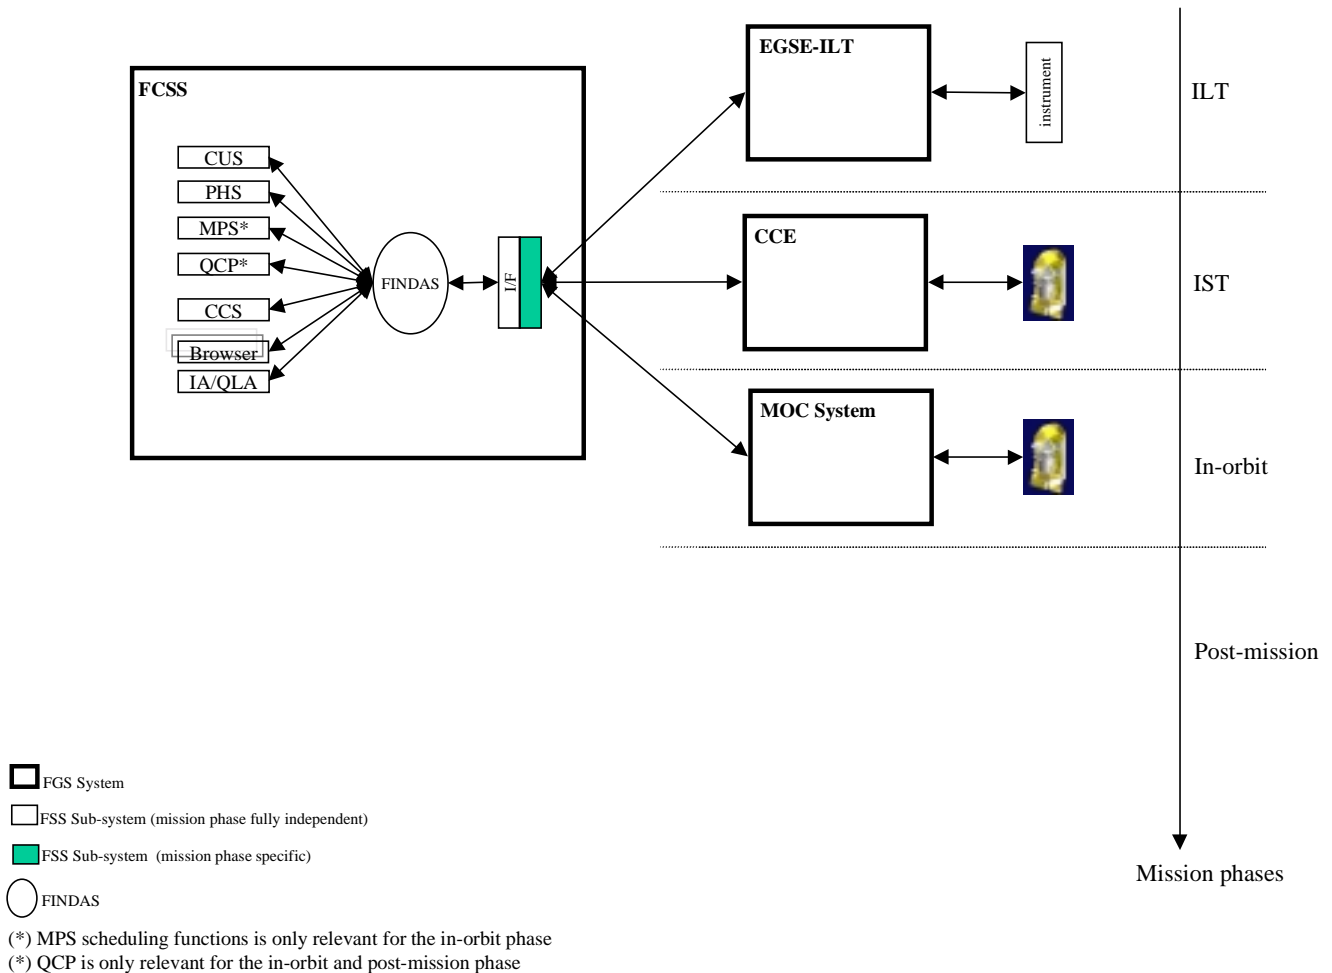 FCSS
CUS
PHS
MPS*
QCP*
CCS
Browser
IA/QLA
FINDAS
I/F
EGSE-ILT
instrument
ILT
CCE
IST
MOC System
In-orbit
Post-mission
Mission phases
FGS System
FSS Sub-system (mission phase fully independent)
FSS Sub-system (mission phase specific)
FINDAS
(*) MPS scheduling functions is only relevant for the in-orbit phase
(*) QCP is only relevant for the in-orbit and post-mission phase